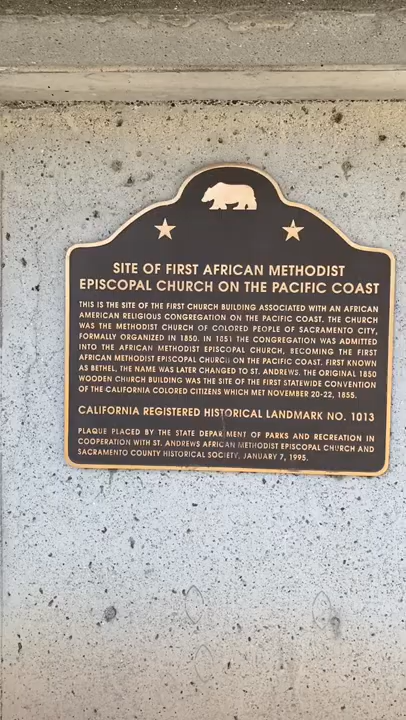 SITE OF FIRST AFRICAN METHODIST
EPISCOPAL CHURCH ON THE PACIFIC COAST
THIS IS THE SITE OF THE FIRST CHURCH BUILDING ASSOCIATED WITH AN AFRICAN
AMERICAN RELIGIOUS CONGREGATION ON THE PACIFIC COAST. THE CHURCH
WAS THE METHODIST CHURCH OF COLORED PEOPLE OF SACRAMENTO CITY,
FORMALLY ORGANIZED IN 1850. IN 1851 THE CONGREGATION WAS ADMITTED
INTO THE AFRICAN METHODIST EPISCOPAL CHURCH, BECOMING THE FIRST
AFRICAN METHODIST EPISCOPAL CHURCH ON THE PACIFIC COAST. FIRST KNOWN
AS BETHEL, THE NAME WAS LATER CHANGED TO ST. ANDREWS. THE ORIGINAL 1850
WOODEN CHURCH BUILDING WAS THE SITE OF THE FIRST STATEWIDE CONVENTION
OF THE CALIFORNIA COLORED CITIZENS WHICH MET NOVEMBER 20-22, 1855.
CALIFORNIA REGISTERED HISTORICAL LANDMARK NO. 1013
PLAQUE PLACED BY THE STATE DEPARTMENT OF PARKS AND RECREATION IN
COOPERATION WITH ST. ANDREWS AFRICAN METHODIST EPISCOPAL CHURCH AND
SACRAMENTO COUNTY HISTORICAL SOCIETY, JANUARY 7, 1995.